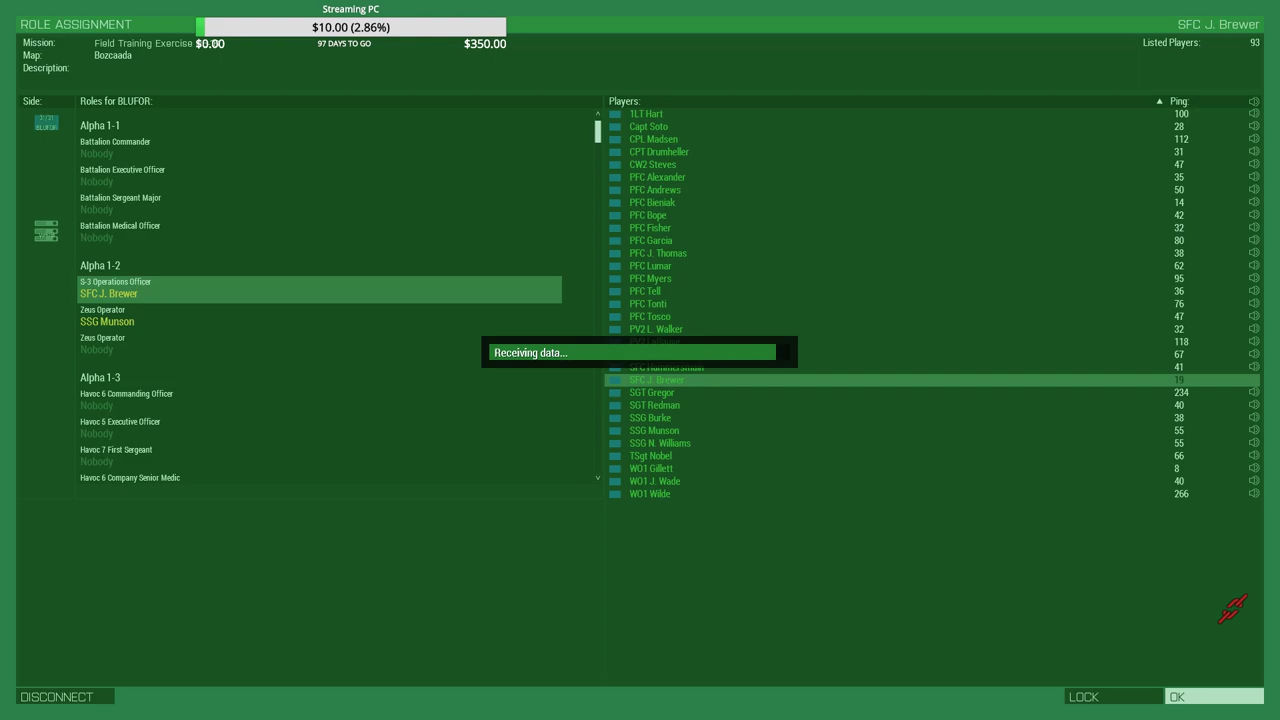 Streaming PC
ROLE ASSIGNMENT
$10.00 (2.86%)
SFC J. Brewer
Mission: Field Training Exercise
$0.00 97 DAYS TO GO $350.00
Listed Players: 93
Map: Bozcaada
Description:
Side:
Roles for BLUFOR:
Players: Ping:
BLUFOR
Alpha 1-1
Battalion Commander
Nobody
Battalion Executive Officer
Nobody
Battalion Sergeant Major
Nobody
Battalion Medical Officer
Nobody
Alpha 1-2
S-3 Operations Officer
SFC J. Brewer
Zeus Operator
SSG Munson
Zeus Operator
Nobody
Alpha 1-3
Havoc 6 Commanding Officer
Nobody
Havoc 5 Executive Officer
Nobody
Havoc 7 First Sergeant
Nobody
Havoc 6 Company Senior Medic
1LT Hart 100
Capt Soto 28
CPL Madsen 112
CPT Drumheller 31
CW2 Steves 47
PFC Alexander 35
PFC Andrews 50
PFC Bieniak 14
PFC Bope 42
PFC Fisher 32
PFC Garcia 80
PFC J. Thomas 38
PFC Lumar 62
PFC Myers 95
PFC Tell 36
PFC Tonti 76
PFC Tosco 47
PV2 L. Walker 32
118
67
41
SFC J. Brewer 19
SGT Gregor 234
SGT Redman 40
SSG Burke 38
SSG Munson 55
SSG N. Williams 55
TSgt Nobel 66
WO1 Gillett 8
WO1 J. Wade 40
WO1 Wilde 266
Receiving data...
DISCONNECT
LOCK
OK